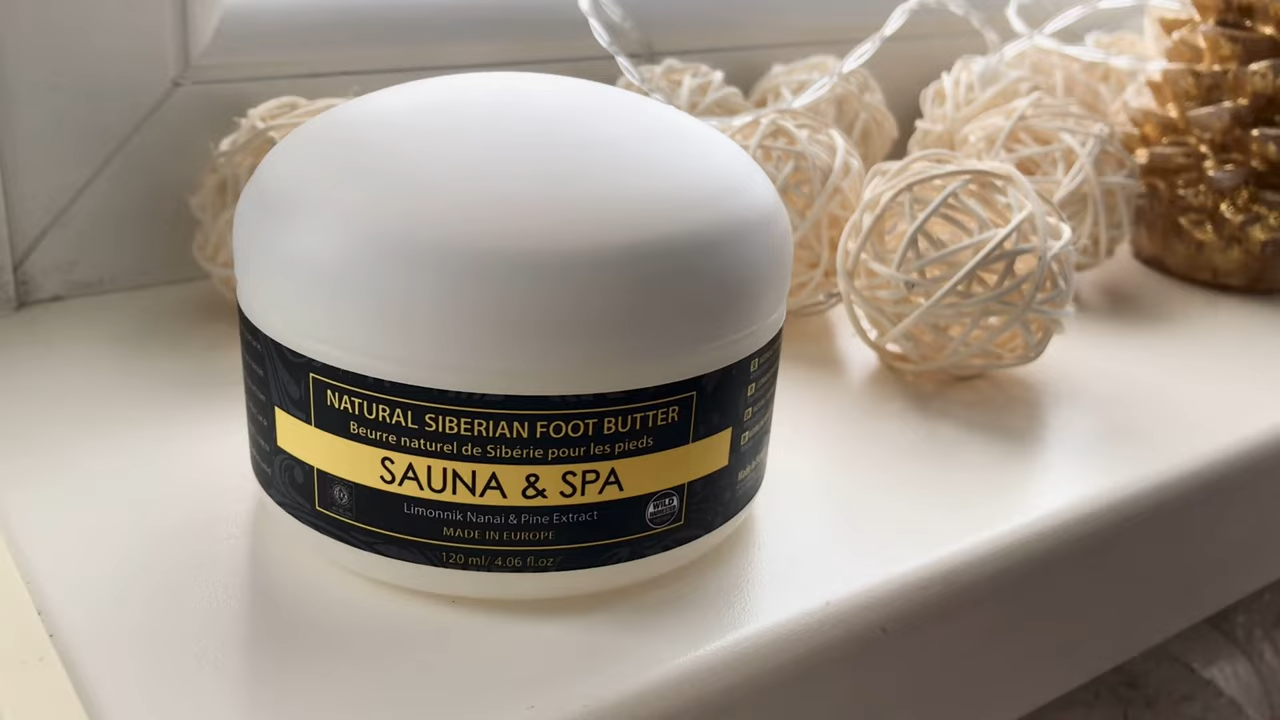 NATURAL SIBERIAN FOOT BUTTER
Beurre naturel de Sibérie pour les pieds
SAUNA & SPA
Limonnik Nanai & Pine Extract
WILD
MADE IN EUROPE
120 ml/ 4.06 fl.oz